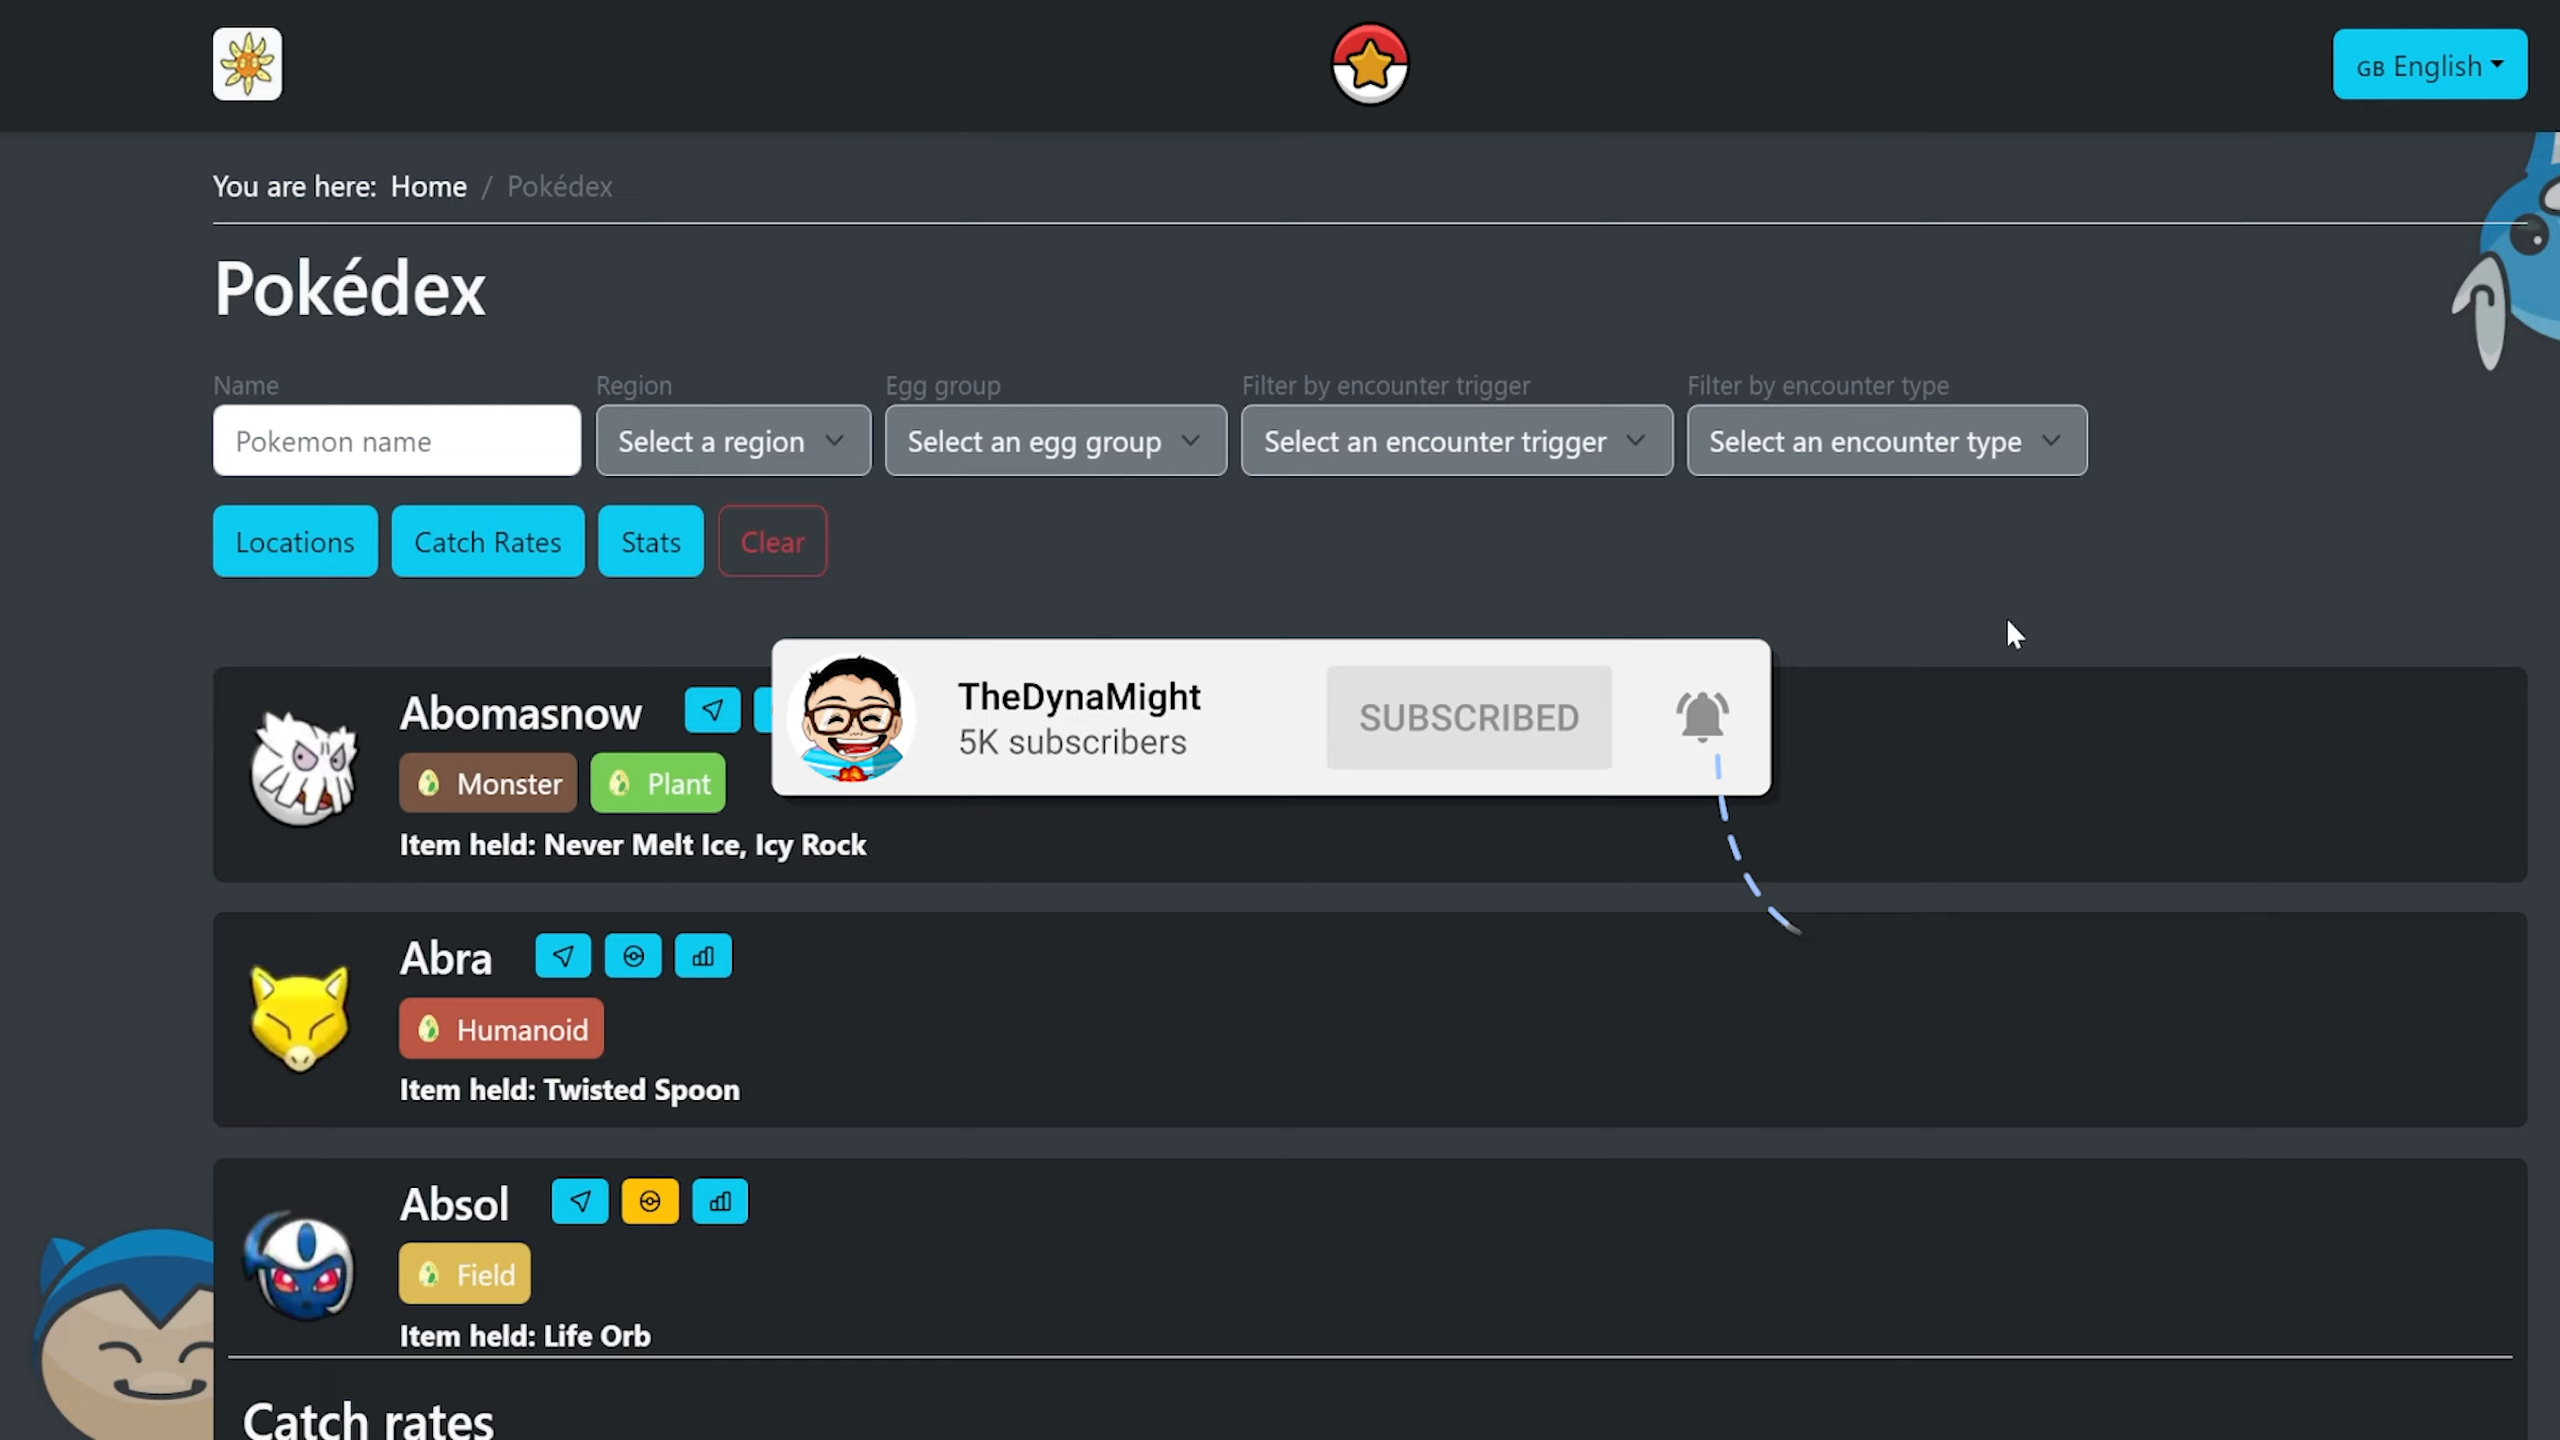 GB English
You are here: Home / Pokédex
Pokédex
Name Region Egg group Filter by encounter trigger Filter by encounter type
Pokemon name Select a region Select an egg group Select an encounter trigger Select an encounter type
Locations Catch Rates Stats Clear
Abomasnow
Monster Plant
Item held: Never Melt Ice, Icy Rock
TheDynaMight
5K subscribers
SUBSCRIBED
Abra
Humanoid
Item held: Twisted Spoon
Absol
Field
Item held: Life Orb
Catch rates